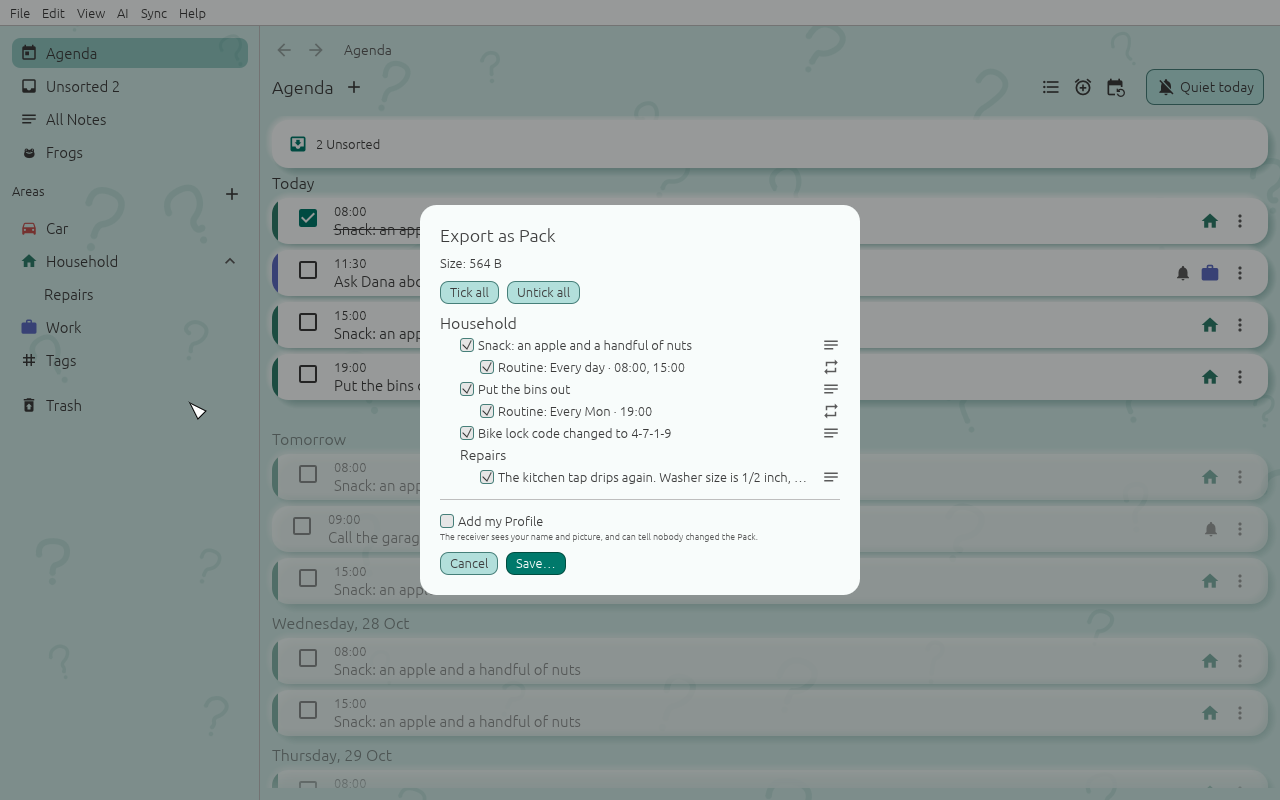 File Edit View AI Sync Help
Agenda
Unsorted 2
All Notes
Frogs
Areas
Car
Household
Repairs
Work
Tags
Trash
Agenda
Agenda
Quiet today
2 Unsorted
Today
08:00
Snack: an app
11:30
Ask Dana abo
15:00
Snack: an app
19:00
Put the bins o
Tomorrow
08:00
Snack: an app
09:00
Call the garag
15:00
Snack: an apple
Wednesday, 28 Oct
08:00
Snack: an apple and a handful of nuts
15:00
Snack: an apple and a handful of nuts
Thursday, 29 Oct
08:00
Export as Pack
Size: 564 B
Tick all Untick all
Household
Snack: an apple and a handful of nuts
Routine: Every day · 08:00, 15:00
Put the bins out
Routine: Every Mon · 19:00
Bike lock code changed to 4-7-1-9
Repairs
The kitchen tap drips again. Washer size is 1/2 inch, …
Add my Profile
The receiver sees your name and picture, and can tell nobody changed the Pack.
Cancel Save…